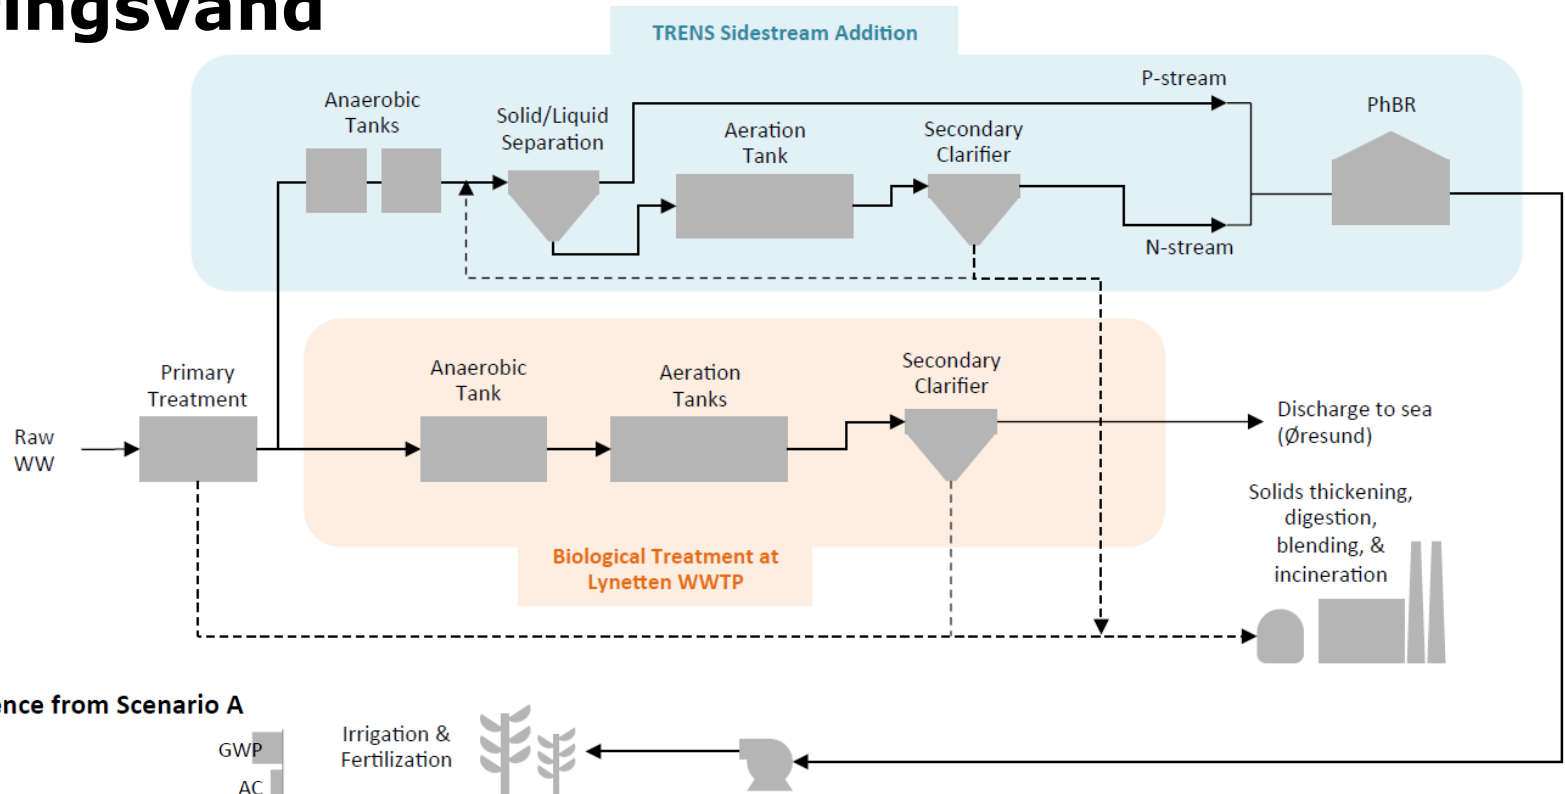 ringsvand
TRENS Sidestream Addition
P-stream
Anaerobic
Tanks
Solid/Liquid
Separation
Aeration
Tank
Secondary
Clarifier
PhBR
N-stream
Primary
Treatment
Anaerobic
Tank
Aeration
Tanks
Secondary
Clarifier
Raw
WW
Discharge to sea
(Øresund)
Solids thickening,
digestion,
blending, &
incineration
Biological Treatment at
Lynetten WWTP
ence from Scenario A
GWP
AC
Irrigation &
Fertilization